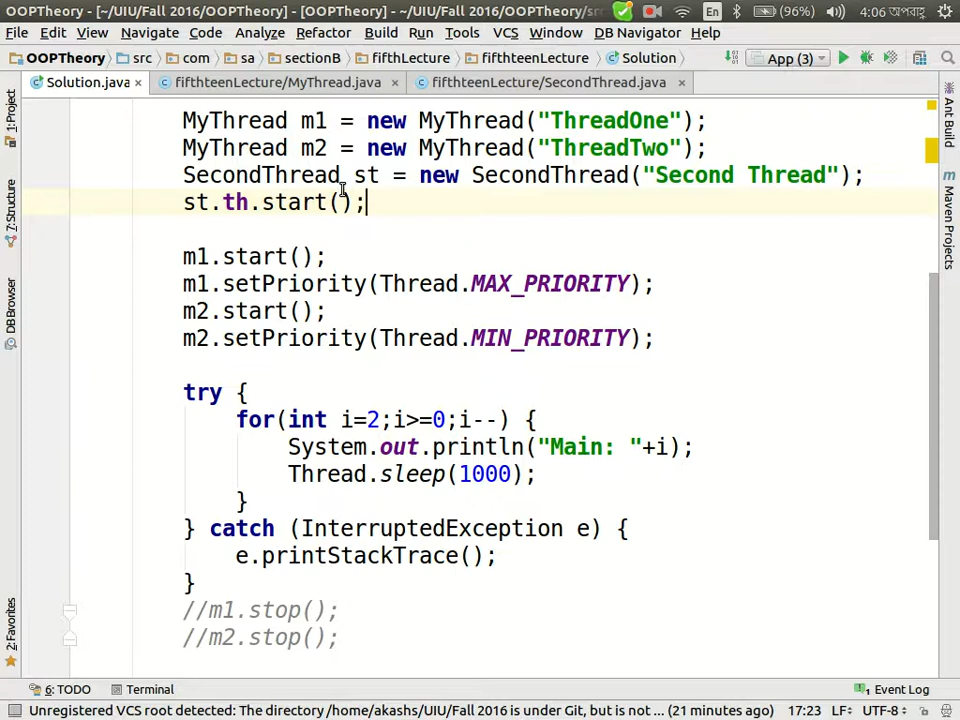 OOPTheory - [~/UIU/Fall 2016/OOPTheory] - [OOPTheory] - ~/UIU/Fall 2016/OOPTheory/sr En (96%) 4:06 অপরাহ্ণ
File Edit View Navigate Code Analyze Refactor Build Run Tools VCS Window DB Navigator Help
OOPTheory src com sa sectionB fifthLecture fifthteenLecture Solution App (3)
Solution.java fifthteenLecture/MyThread.java fifthteenLecture/SecondThread.java
1: Project
7: Structure
DB Browser
2: Favorites
Ant Build
Maven Projects
MyThread m1 = new MyThread("ThreadOne");
MyThread m2 = new MyThread("ThreadTwo");
SecondThread st = new SecondThread("Second Thread");
st.th.start();
m1.start();
m1.setPriority(Thread.MAX_PRIORITY);
m2.start();
m2.setPriority(Thread.MIN_PRIORITY);
try {
for(int i=2;i>=0;i--) {
System.out.println("Main: "+i);
Thread.sleep(1000);
}
} catch (InterruptedException e) {
e.printStackTrace();
}
//m1.stop();
//m2.stop();
6: TODO Terminal 1 Event Log
Unregistered VCS root detected: The directory /home/akashs/UIU/Fall 2016 is under Git, but is not ... (21 minutes ago) 17:23 LF UTF-8